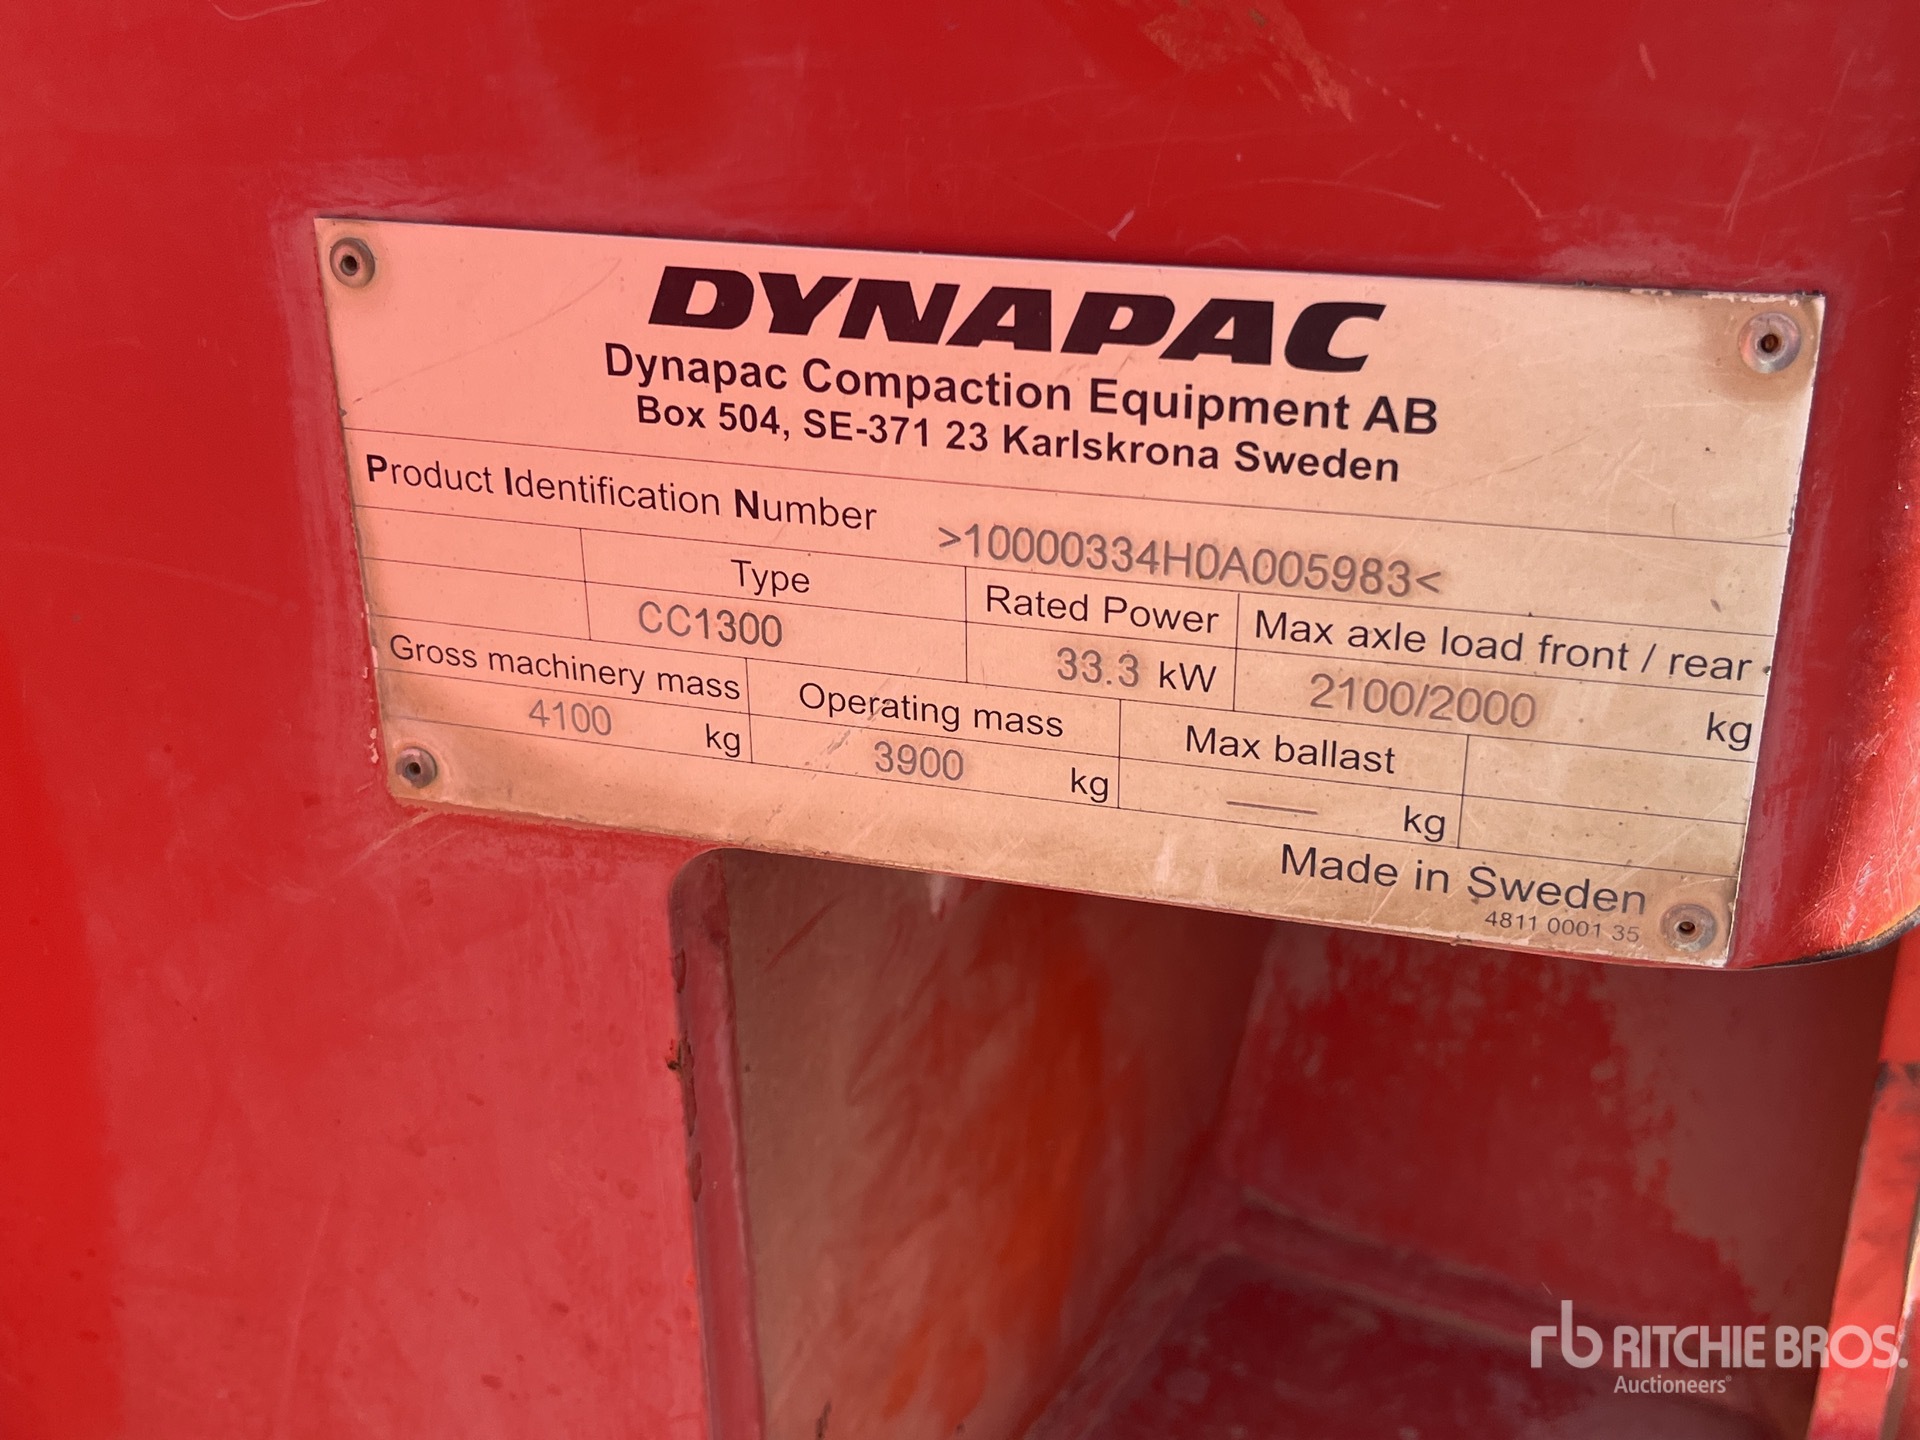 DYNAPAC
Dynapac Compaction Equipment AB
Box 504, SE-371 23 Karlskrona Sweden
Product Identification Number >10000334H0A005983<
Type Rated Power Max axle load front / rear
CC1300 33.3 kW 2100/2000 kg
Gross machinery mass Operating mass Max ballast
4100 kg 3900 kg — kg
Made in Sweden
4811 0001 35
rb RITCHIE BROS.
Auctioneers®